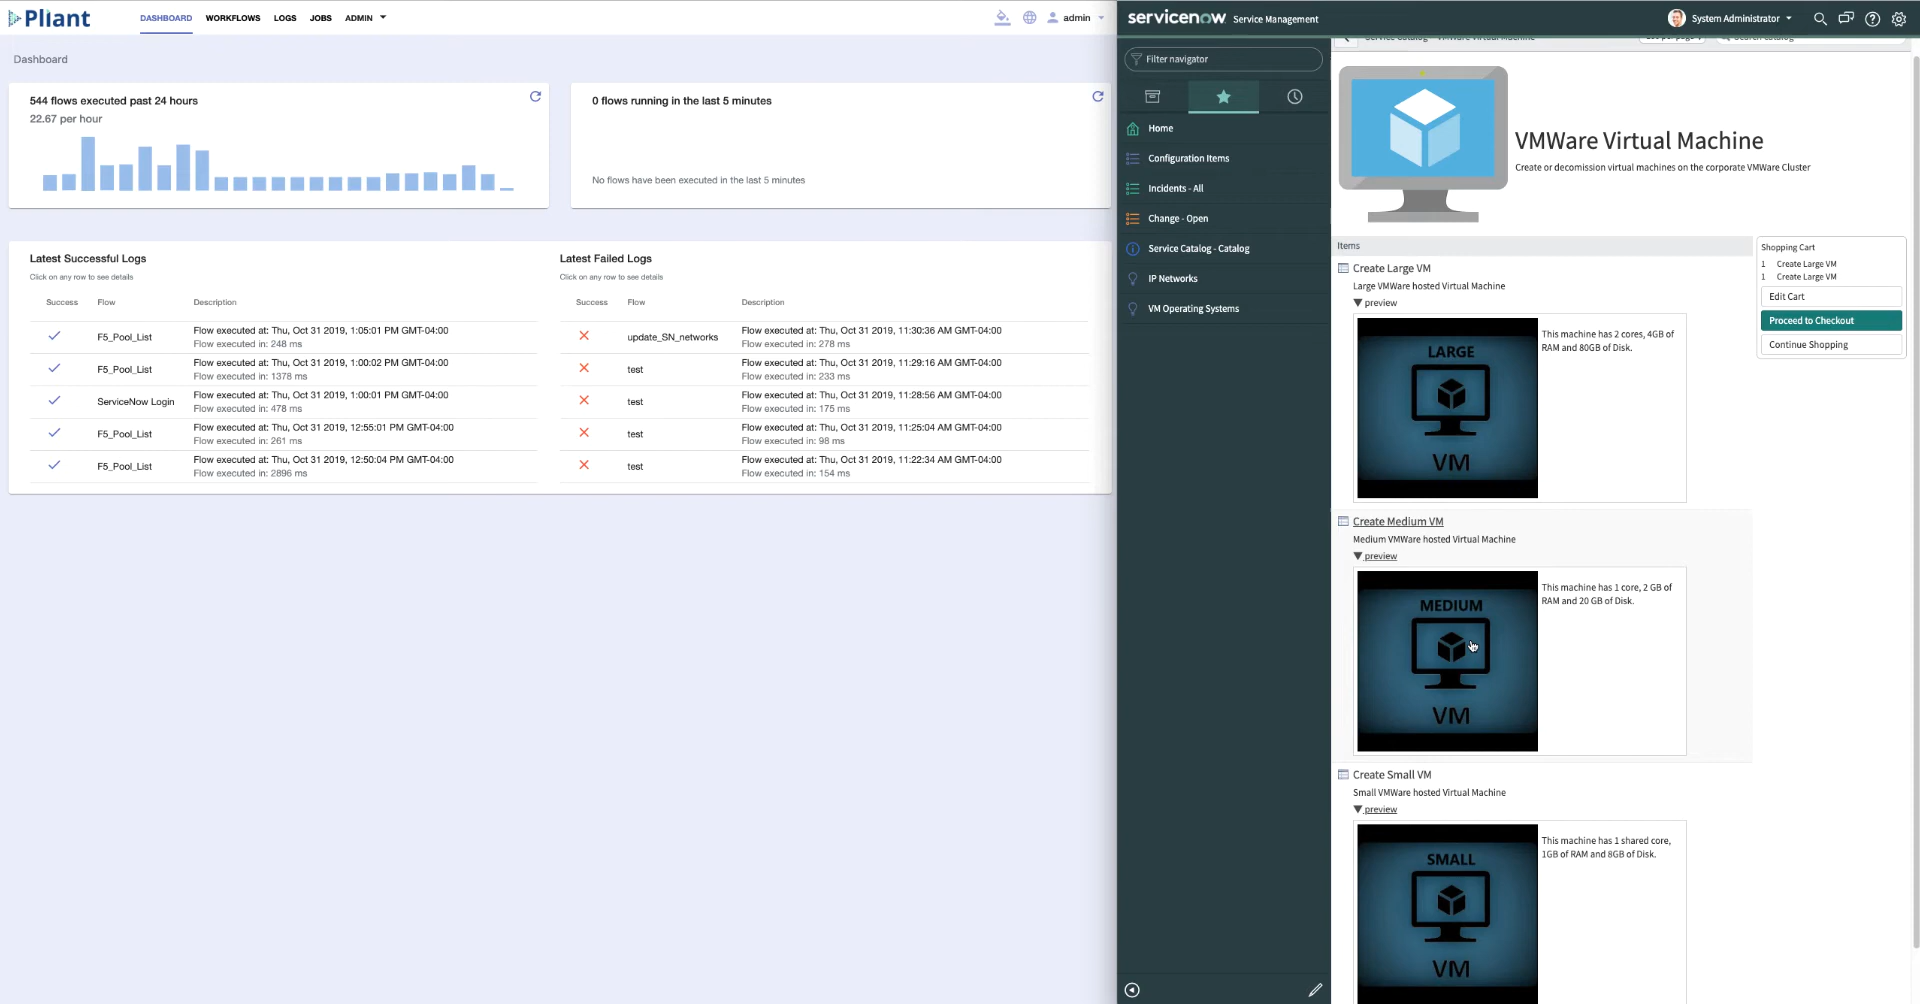 Pliant
DASHBOARD WORKFLOWS LOGS JOBS ADMIN
admin
Dashboard
544 flows executed past 24 hours
22.67 per hour
0 flows running in the last 5 minutes
No flows have been executed in the last 5 minutes
Latest Successful Logs
Click on any row to see details
Success Flow Description
F5_Pool_List
Flow executed at: Thu, Oct 31 2019, 1:05:01 PM GMT-04:00
Flow executed in: 248 ms
F5_Pool_List
Flow executed at: Thu, Oct 31 2019, 1:00:02 PM GMT-04:00
Flow executed in: 1378 ms
ServiceNow Login
Flow executed at: Thu, Oct 31 2019, 1:00:01 PM GMT-04:00
Flow executed in: 478 ms
F5_Pool_List
Flow executed at: Thu, Oct 31 2019, 12:55:01 PM GMT-04:00
Flow executed in: 261 ms
F5_Pool_List
Flow executed at: Thu, Oct 31 2019, 12:50:04 PM GMT-04:00
Flow executed in: 2896 ms
Latest Failed Logs
Click on any row to see details
Success Flow Description
update_SN_networks
Flow executed at: Thu, Oct 31 2019, 11:30:36 AM GMT-04:00
Flow executed in: 278 ms
test
Flow executed at: Thu, Oct 31 2019, 11:29:16 AM GMT-04:00
Flow executed in: 233 ms
test
Flow executed at: Thu, Oct 31 2019, 11:28:56 AM GMT-04:00
Flow executed in: 175 ms
test
Flow executed at: Thu, Oct 31 2019, 11:25:04 AM GMT-04:00
Flow executed in: 98 ms
test
Flow executed at: Thu, Oct 31 2019, 11:22:34 AM GMT-04:00
Flow executed in: 154 ms
servicenow Service Management
System Administrator
Filter navigator
Home
Configuration Items
Incidents - All
Change - Open
Service Catalog - Catalog
IP Networks
VM Operating Systems
VMWare Virtual Machine
Create or decomission virtual machines on the corporate VMWare Cluster
Items
Create Large VM
Large VMWare hosted Virtual Machine
preview
LARGE
VM
This machine has 2 cores, 4GB of
RAM and 80GB of Disk.
Create Medium VM
Medium VMWare hosted Virtual Machine
preview
MEDIUM
VM
This machine has 1 core, 2 GB of
RAM and 20 GB of Disk.
Create Small VM
Small VMWare hosted Virtual Machine
preview
SMALL
VM
This machine has 1 shared core,
1GB of RAM and 8GB of Disk.
Shopping Cart
1 Create Large VM
1 Create Large VM
Edit Cart
Proceed to Checkout
Continue Shopping